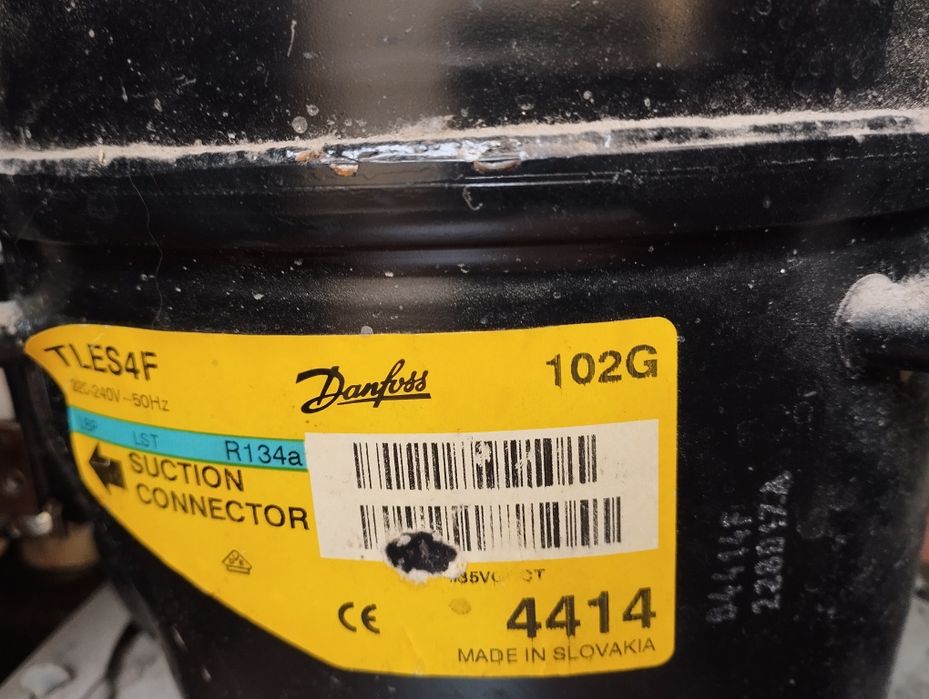 TLES4F
220-240V~50Hz
Danfoss
102G
LBP LST R134a
SUCTION
CONNECTOR
CE
4414
MADE IN SLOVAKIA